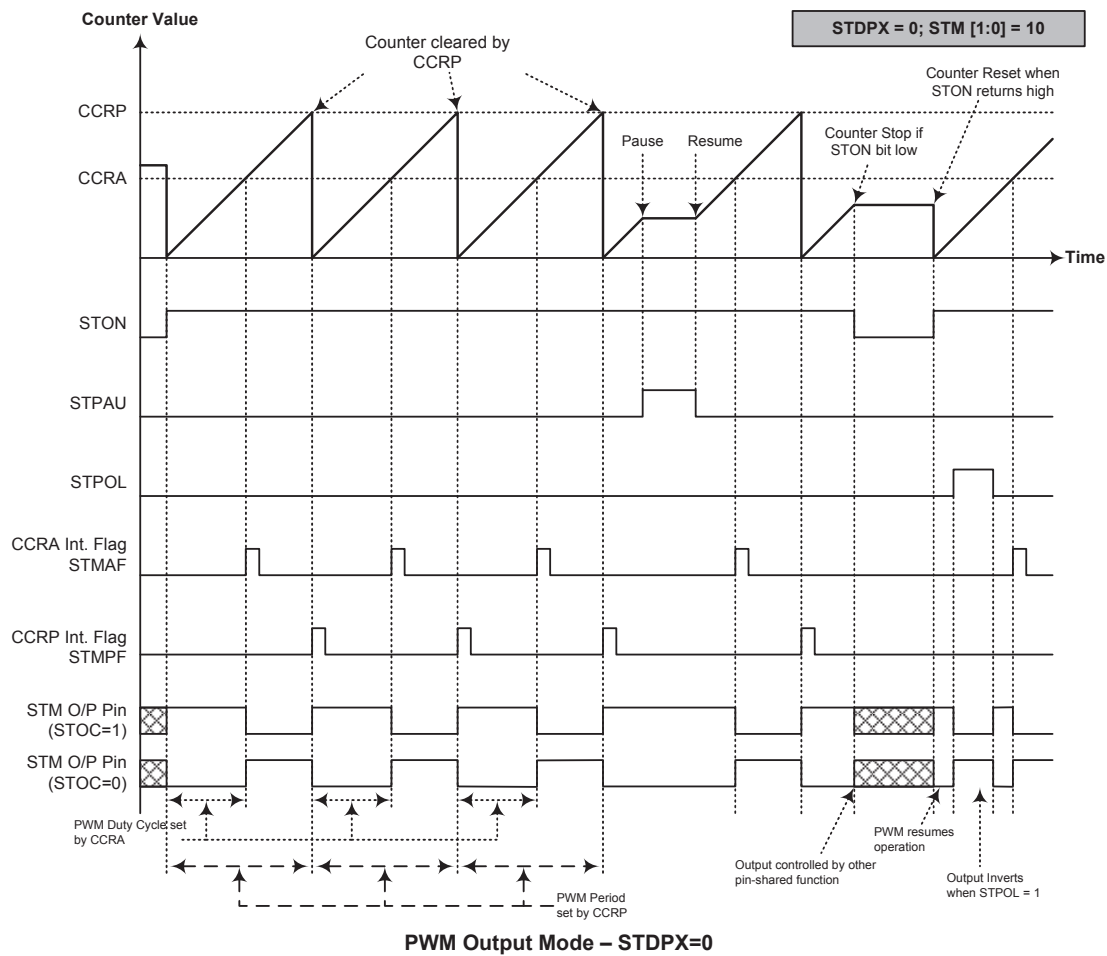 Counter Value
STDPX = 0; STM [1:0] = 10
Counter cleared by
CCRP
Counter Reset when
STON returns high
CCRP
Pause
Resume
Counter Stop if
STON bit low
CCRA
Time
STON
STPAU
STPOL
CCRA Int. Flag
STMAF
CCRP Int. Flag
STMPF
STM O/P Pin
(STOC=1)
STM O/P Pin
(STOC=0)
PWM Duty Cycle set
by CCRA
PWM resumes
operation
Output controlled by other
pin-shared function
Output Inverts
when STPOL = 1
PWM Period
set by CCRP
PWM Output Mode – STDPX=0